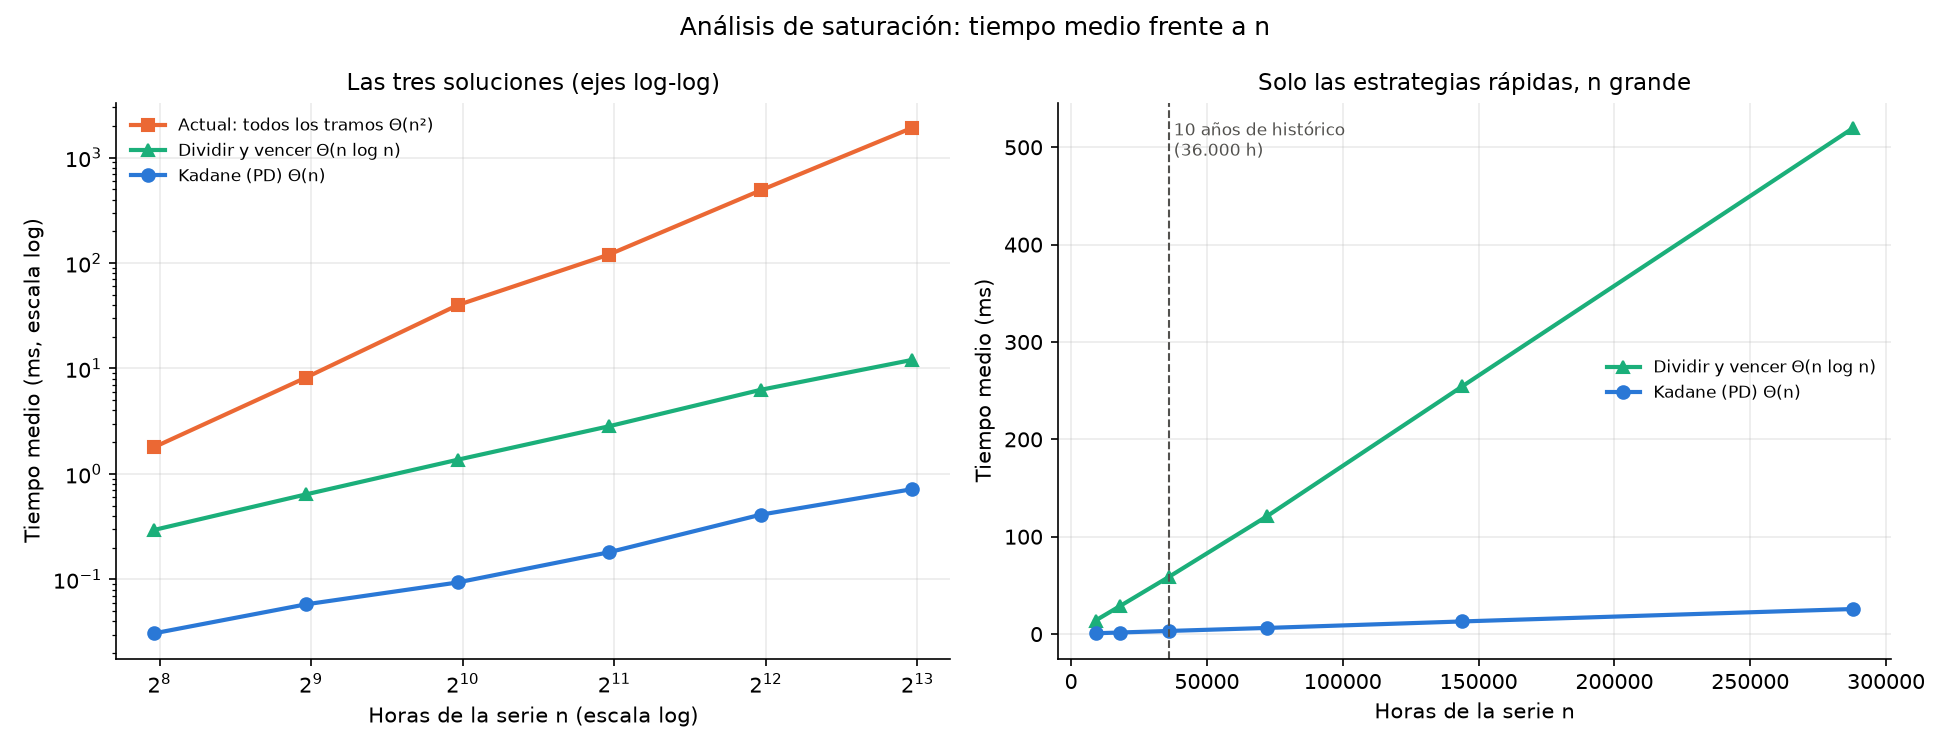 Análisis de saturación: tiempo medio frente a n
Las tres soluciones (ejes log-log)
Actual: todos los tramos Θ(n²)
Dividir y vencer Θ(n log n)
Kadane (PD) Θ(n)
Tiempo medio (ms, escala log)
10³
10²
10¹
10⁰
10⁻¹
2⁸
2⁹
2¹⁰
2¹¹
2¹²
2¹³
Horas de la serie n (escala log)
Solo las estrategias rápidas, n grande
10 años de histórico
(36.000 h)
Dividir y vencer Θ(n log n)
Kadane (PD) Θ(n)
Tiempo medio (ms)
500
400
300
200
100
0
0
50000
100000
150000
200000
250000
300000
Horas de la serie n